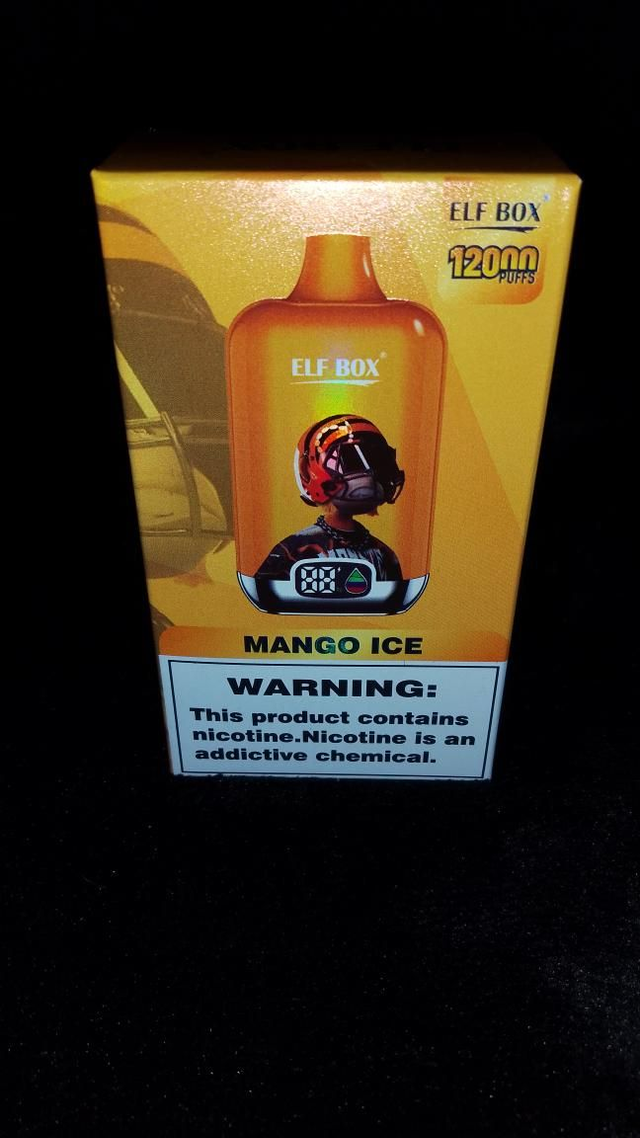 ELF BOX®
12000
PUFFS
ELF BOX®
88
MANGO ICE
WARNING:
This product contains
nicotine.Nicotine is an
addictive chemical.